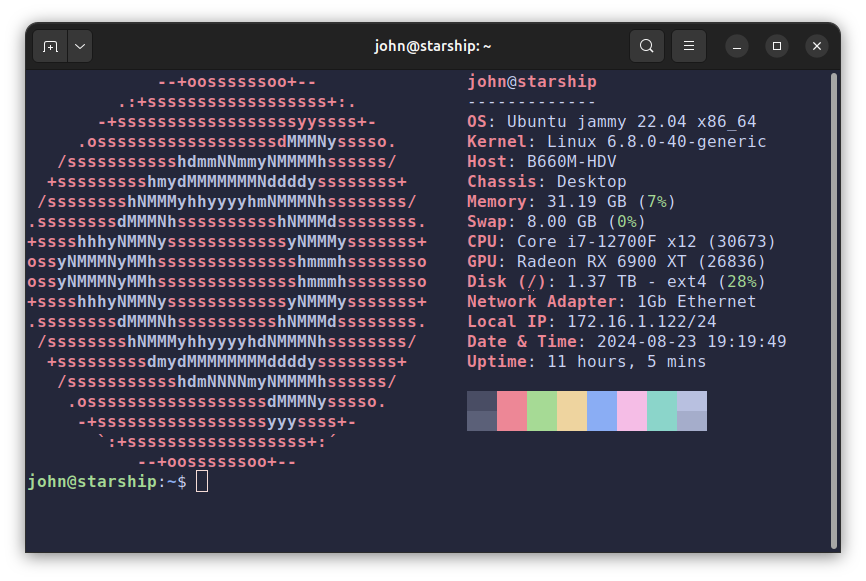 john@starship: ~
--+oossssssoo+--
.:+ssssssssssssssssss+:.
-+ssssssssssssssssssyyssss+-
.ossssssssssssssssssdMMMNysssso.
/ssssssssssshdmmNNmmyNMMMMhssssss/
+ssssssssshmydMMMMMMMNddddyssssssss+
/sssssssshNMMMyhhyyyyhmNMMMNhssssssss/
.ssssssssdMMMNhsssssssssshNMMMdssssssss.
+sssshhhyNMMNyssssssssssssyNMMMysssssss+
ossyNMMMNyMMhsssssssssssssshmmmhssssssso
ossyNMMMNyMMhsssssssssssssshmmmhssssssso
+sssshhhyNMMNyssssssssssssyNMMMysssssss+
.ssssssssdMMMNhsssssssssshNMMMdssssssss.
/sssssssshNMMMyhhyyyyhdNMMMNhssssssss/
+sssssssssdmydMMMMMMMMddddyssssssss+
/ssssssssssshdmNNNNmyNMMMMhssssss/
.ossssssssssssssssssdMMMNysssso.
-+sssssssssssssssssyyyssss+-
`:+ssssssssssssssssss+:´
--+oossssssoo+--
john@starship
-------------
OS: Ubuntu jammy 22.04 x86_64
Kernel: Linux 6.8.0-40-generic
Host: B660M-HDV
Chassis: Desktop
Memory: 31.19 GB (7%)
Swap: 8.00 GB (0%)
CPU: Core i7-12700F x12 (30673)
GPU: Radeon RX 6900 XT (26836)
Disk (/): 1.37 TB - ext4 (28%)
Network Adapter: 1Gb Ethernet
Local IP: 172.16.1.122/24
Date & Time: 2024-08-23 19:19:49
Uptime: 11 hours, 5 mins
john@starship:~$